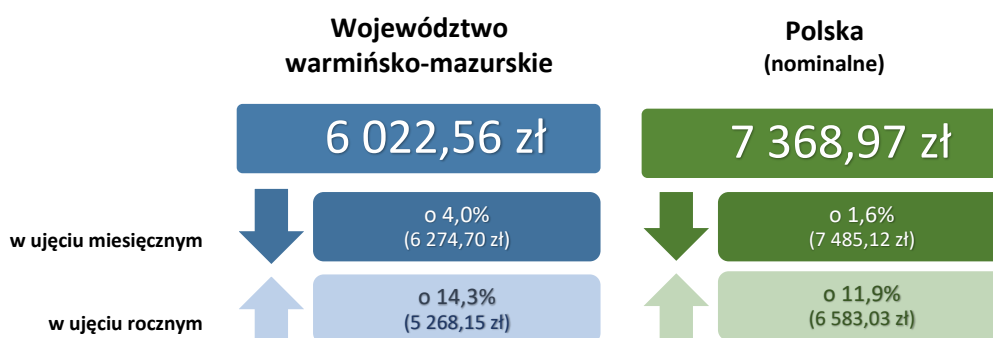 Województwo
warmińsko-mazurskie
Polska
(nominalne)
6 022,56 zł
7 368,97 zł
w ujęciu miesięcznym
o 4,0%
(6 274,70 zł)
o 1,6%
(7 485,12 zł)
w ujęciu rocznym
o 14,3%
(5 268,15 zł)
o 11,9%
(6 583,03 zł)